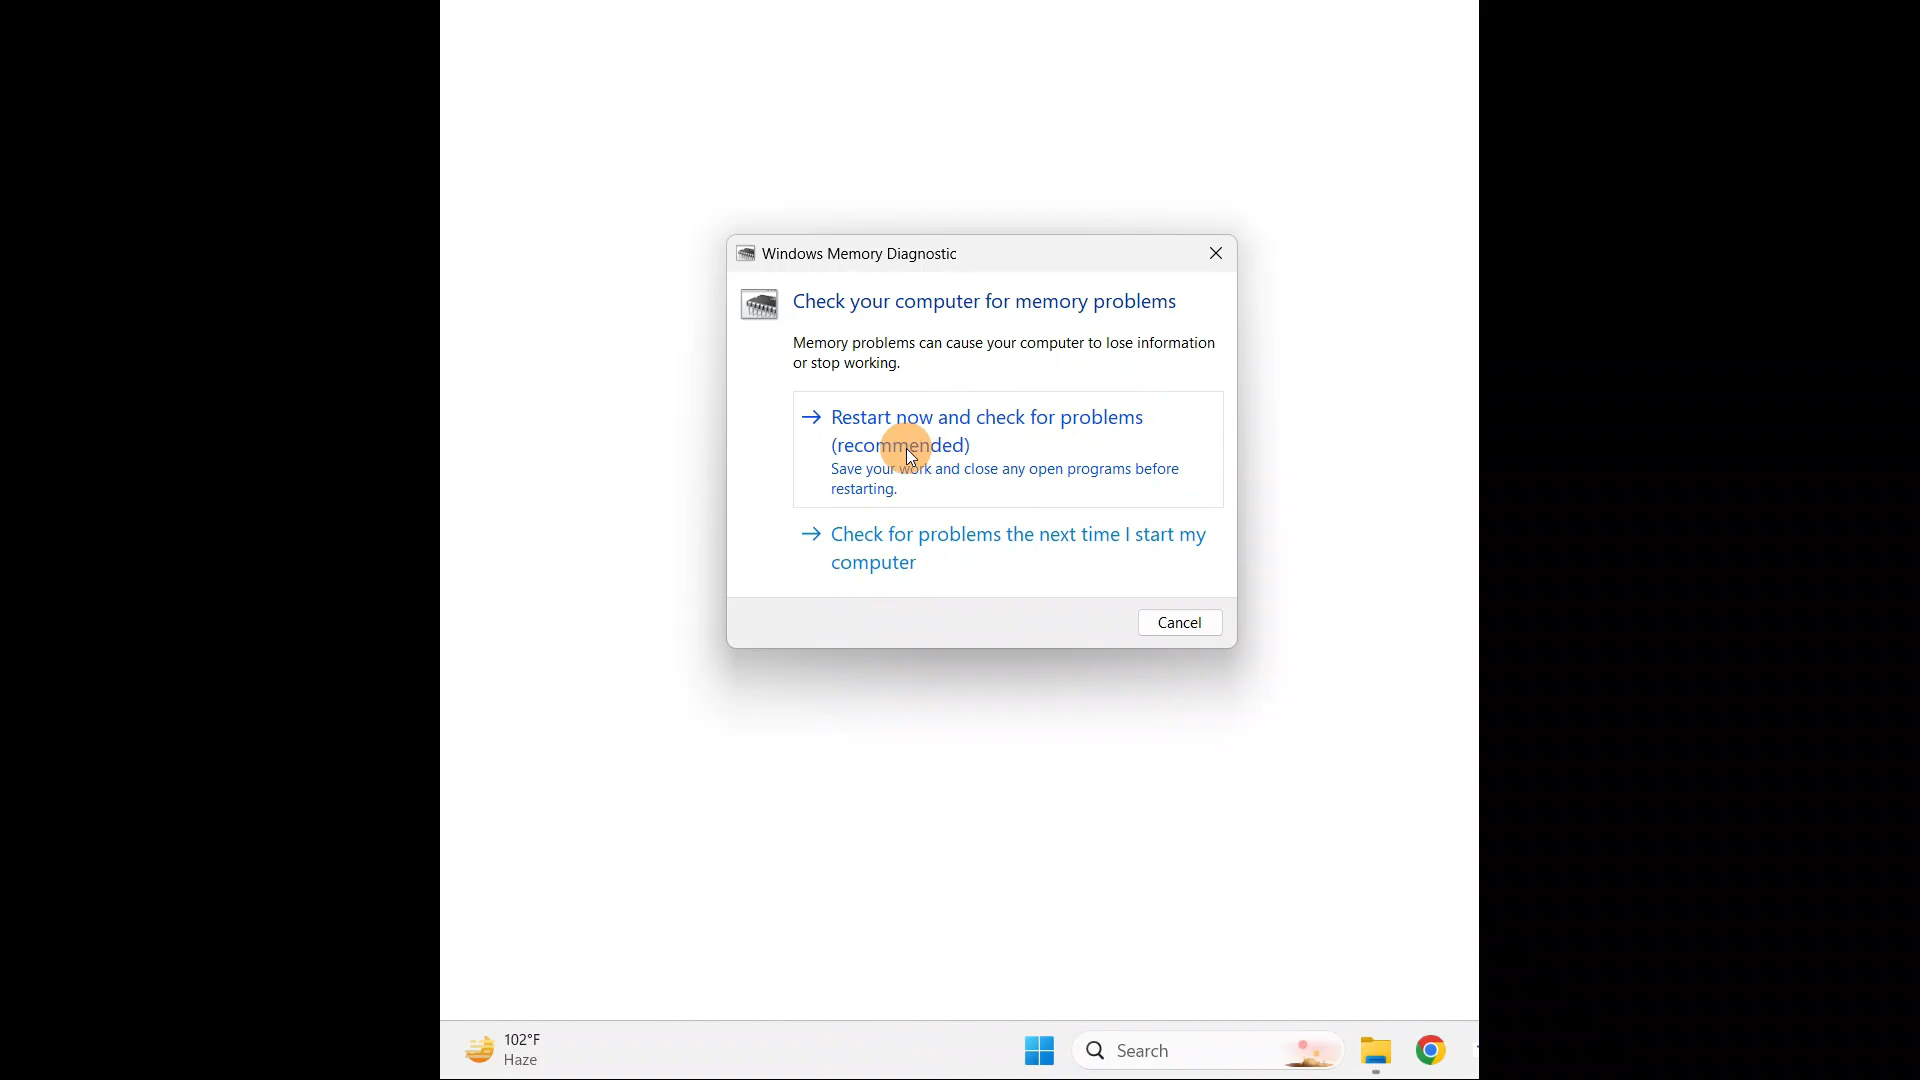 Windows Memory Diagnostic
Check your computer for memory problems
Memory problems can cause your computer to lose information
or stop working.
Restart now and check for problems
(recommended)
Save your work and close any open programs before
restarting.
Check for problems the next time I start my
computer
Cancel
102°F
Haze
Search